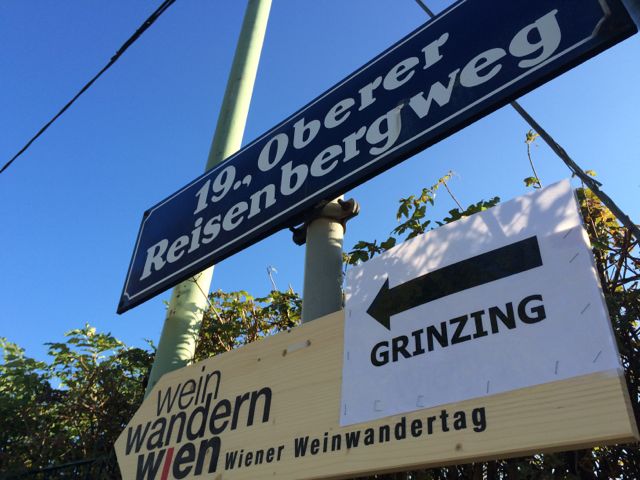 19., Oberer
Reisenbergweg
GRINZING
wein
wandern
wien
Wiener Weinwandertag